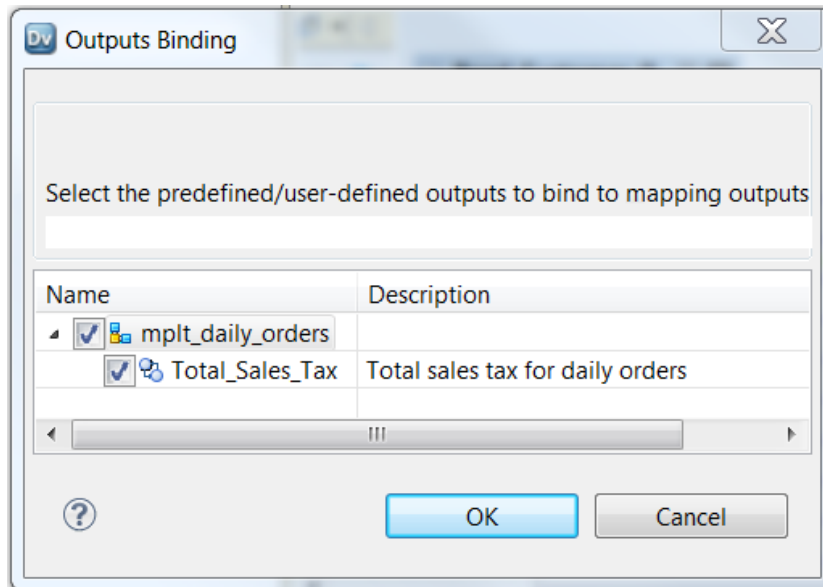 Dv Outputs Binding
Select the predefined/user-defined outputs to bind to mapping outputs
Name Description
mplt_daily_orders
Total_Sales_Tax Total sales tax for daily orders
? OK Cancel